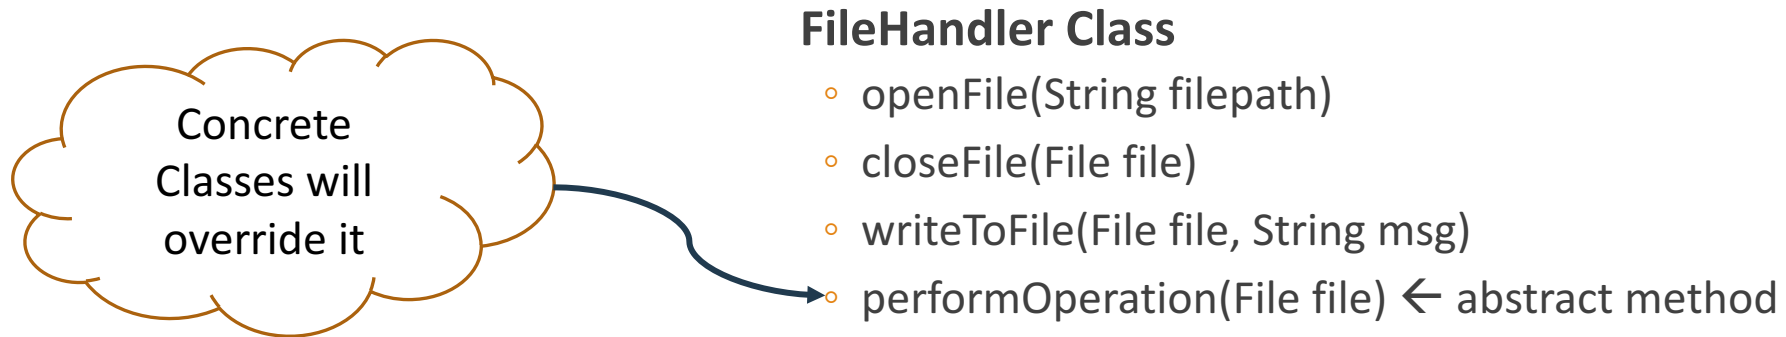 Concrete
Classes will
override it
FileHandler Class
◦ openFile(String filepath)
◦ closeFile(File file)
◦ writeToFile(File file, String msg)
◦ performOperation(File file) ← abstract method